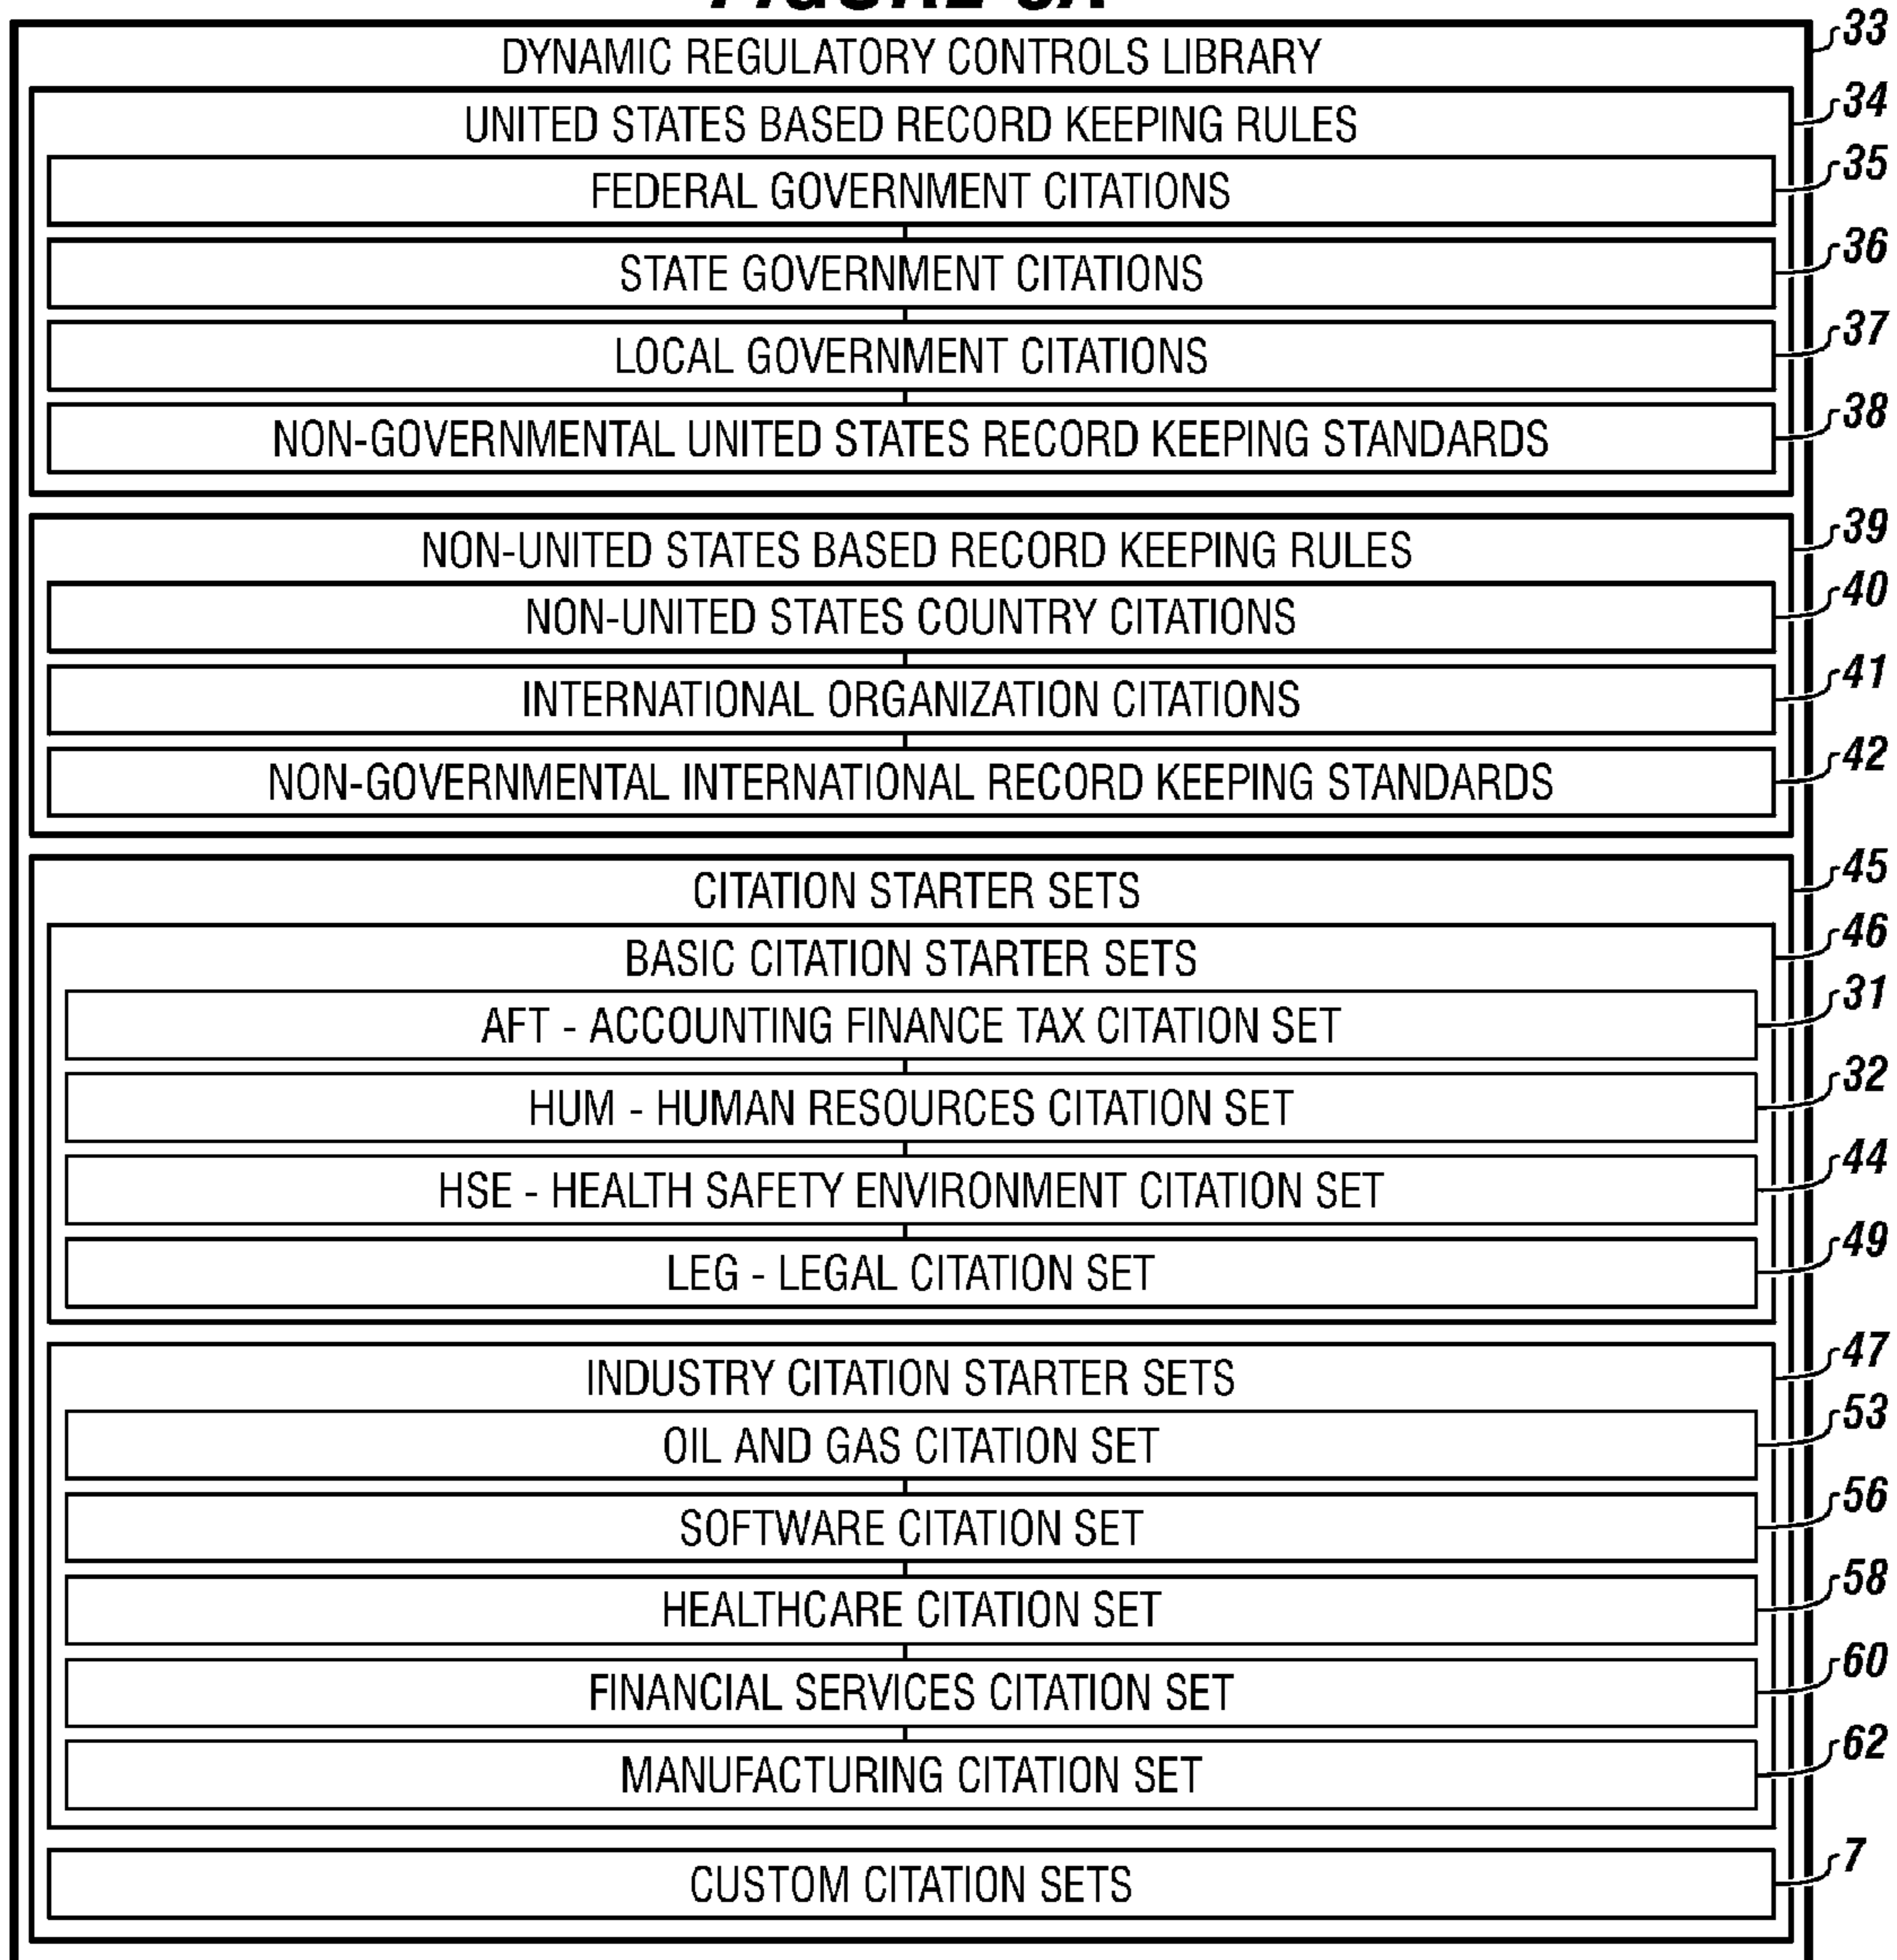 DYNAMIC REGULATORY CONTROLS LIBRARY 33
UNITED STATES BASED RECORD KEEPING RULES 34
FEDERAL GOVERNMENT CITATIONS 35
STATE GOVERNMENT CITATIONS 36
LOCAL GOVERNMENT CITATIONS 37
NON-GOVERNMENTAL UNITED STATES RECORD KEEPING STANDARDS 38
NON-UNITED STATES BASED RECORD KEEPING RULES 39
NON-UNITED STATES COUNTRY CITATIONS 40
INTERNATIONAL ORGANIZATION CITATIONS 41
NON-GOVERNMENTAL INTERNATIONAL RECORD KEEPING STANDARDS 42
CITATION STARTER SETS 45
BASIC CITATION STARTER SETS 46
AFT - ACCOUNTING FINANCE TAX CITATION SET 31
HUM - HUMAN RESOURCES CITATION SET 32
HSE - HEALTH SAFETY ENVIRONMENT CITATION SET 44
LEG - LEGAL CITATION SET 49
INDUSTRY CITATION STARTER SETS 47
OIL AND GAS CITATION SET 53
SOFTWARE CITATION SET 56
HEALTHCARE CITATION SET 58
FINANCIAL SERVICES CITATION SET 60
MANUFACTURING CITATION SET 62
CUSTOM CITATION SETS 7